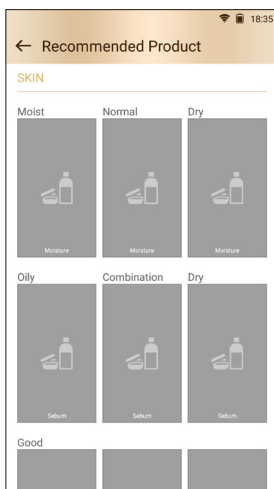 18:35
Recommended Product
SKIN
Moist Normal Dry
Moisture Moisture Moisture
Oily Combination Dry
Sebum Sebum Sebum
Good